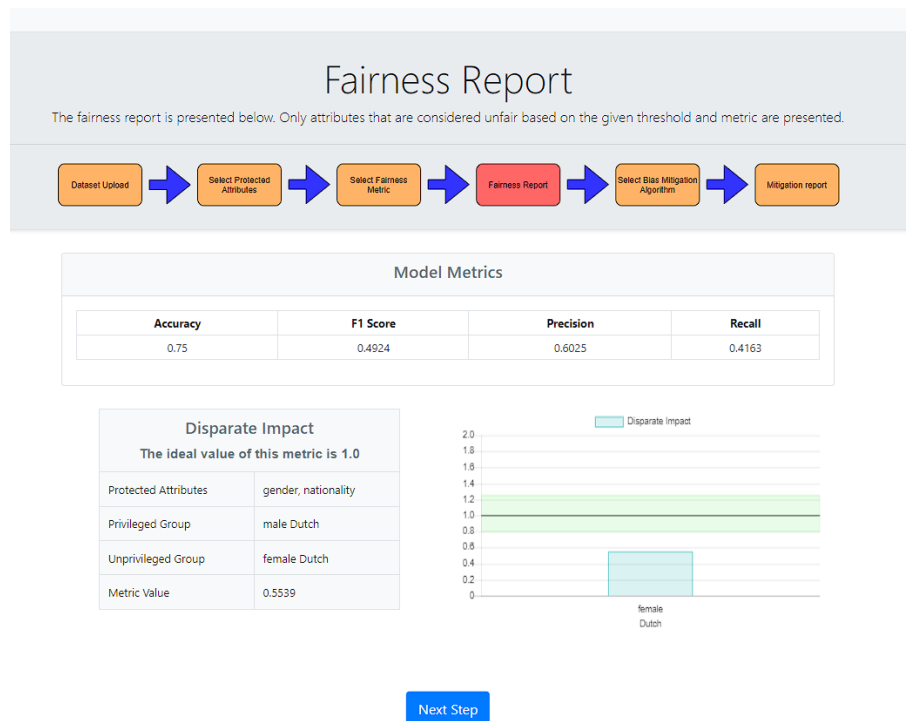 Fairness Report
The fairness report is presented below. Only attributes that are considered unfair based on the given threshold and metric are presented.
Dataset Upload
Select Protected
Attributes
Select Fairness
Metric
Fairness Report
Select Bias Mitigation
Algorithm
Mitigation report
Model Metrics
Accuracy F1 Score Precision Recall
0.75 0.4924 0.6025 0.4163
Disparate Impact
The ideal value of this metric is 1.0
Protected Attributes gender, nationality
Privileged Group male Dutch
Unprivileged Group female Dutch
Metric Value 0.5539
Disparate Impact
2.0
1.8
1.6
1.4
1.2
1.0
0.8
0.6
0.4
0.2
0
female
Dutch
Next Step